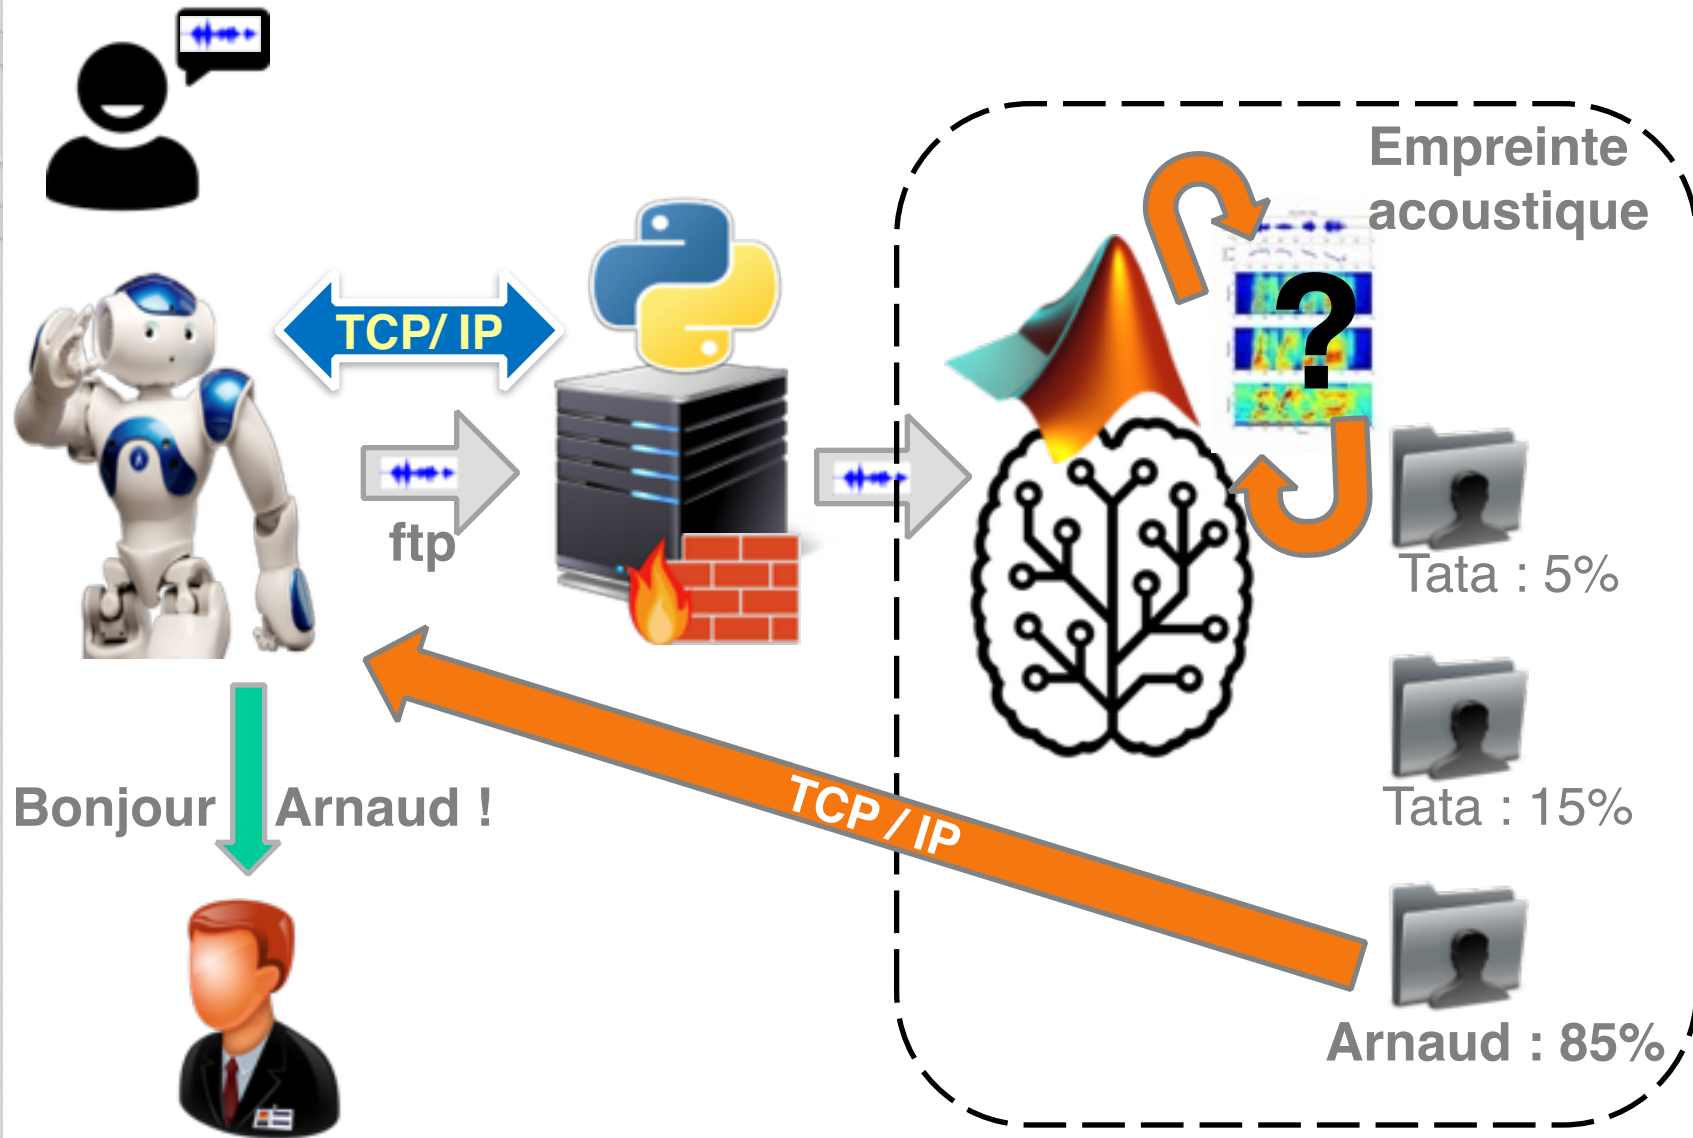 Empreinte
acoustique
TCP/ IP
ftp
Tata : 5%
Tata : 15%
Bonjour Arnaud !
TCP / IP
Arnaud : 85%